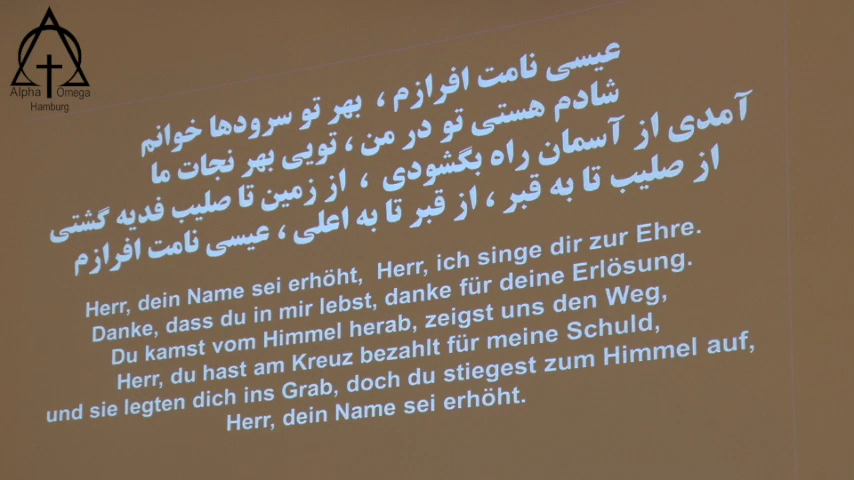 Alpha Omega
Hamburg
عیسی نامت افرازم ، بهر تو سرودها خوانم
شادم هستی تو در من ، تویی بهر نجات ما
آمدی از آسمان راه بگشودی ، از زمین تا صلیب فدیه گشتی
از صلیب تا به قبر ، از قبر تا به اعلی ، عیسی نامت افرازم
Herr, dein Name sei erhöht, Herr, ich singe dir zur Ehre.
Danke, dass du in mir lebst, danke für deine Erlösung.
Du kamst vom Himmel herab, zeigst uns den Weg,
Herr, du hast am Kreuz bezahlt für meine Schuld,
und sie legten dich ins Grab, doch du stiegest zum Himmel auf,
Herr, dein Name sei erhöht.